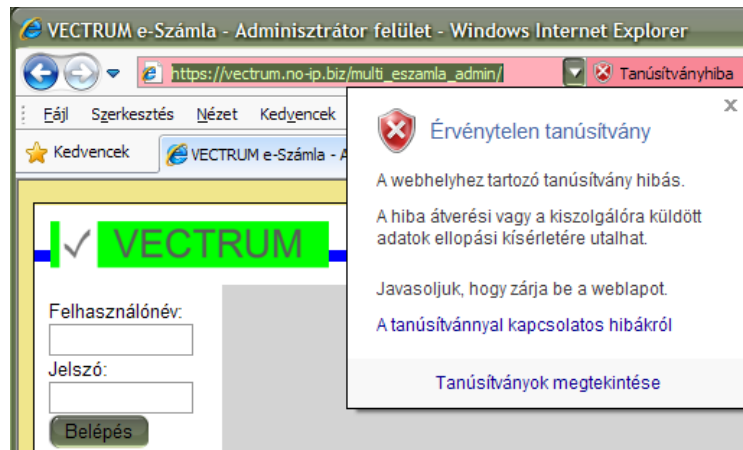 VECTRUM e-Számla - Adminisztrátor felület - Windows Internet Explorer
https://vectrum.no-ip.biz/multi_eszamla_admin/ Tanúsítványhiba
Fájl Szerkesztés Nézet Kedvencek
Kedvencek VECTRUM e-Számla - A
x
Érvénytelen tanúsítvány
A webhelyhez tartozó tanúsítvány hibás.
A hiba átverési vagy a kiszolgálóra küldött
adatok ellopási kísérletére utalhat.
Javasoljuk, hogy zárja be a weblapot.
A tanúsítvánnyal kapcsolatos hibákról
Tanúsítványok megtekintése
VECTRUM
Felhasználónév:
Jelszó:
Belépés